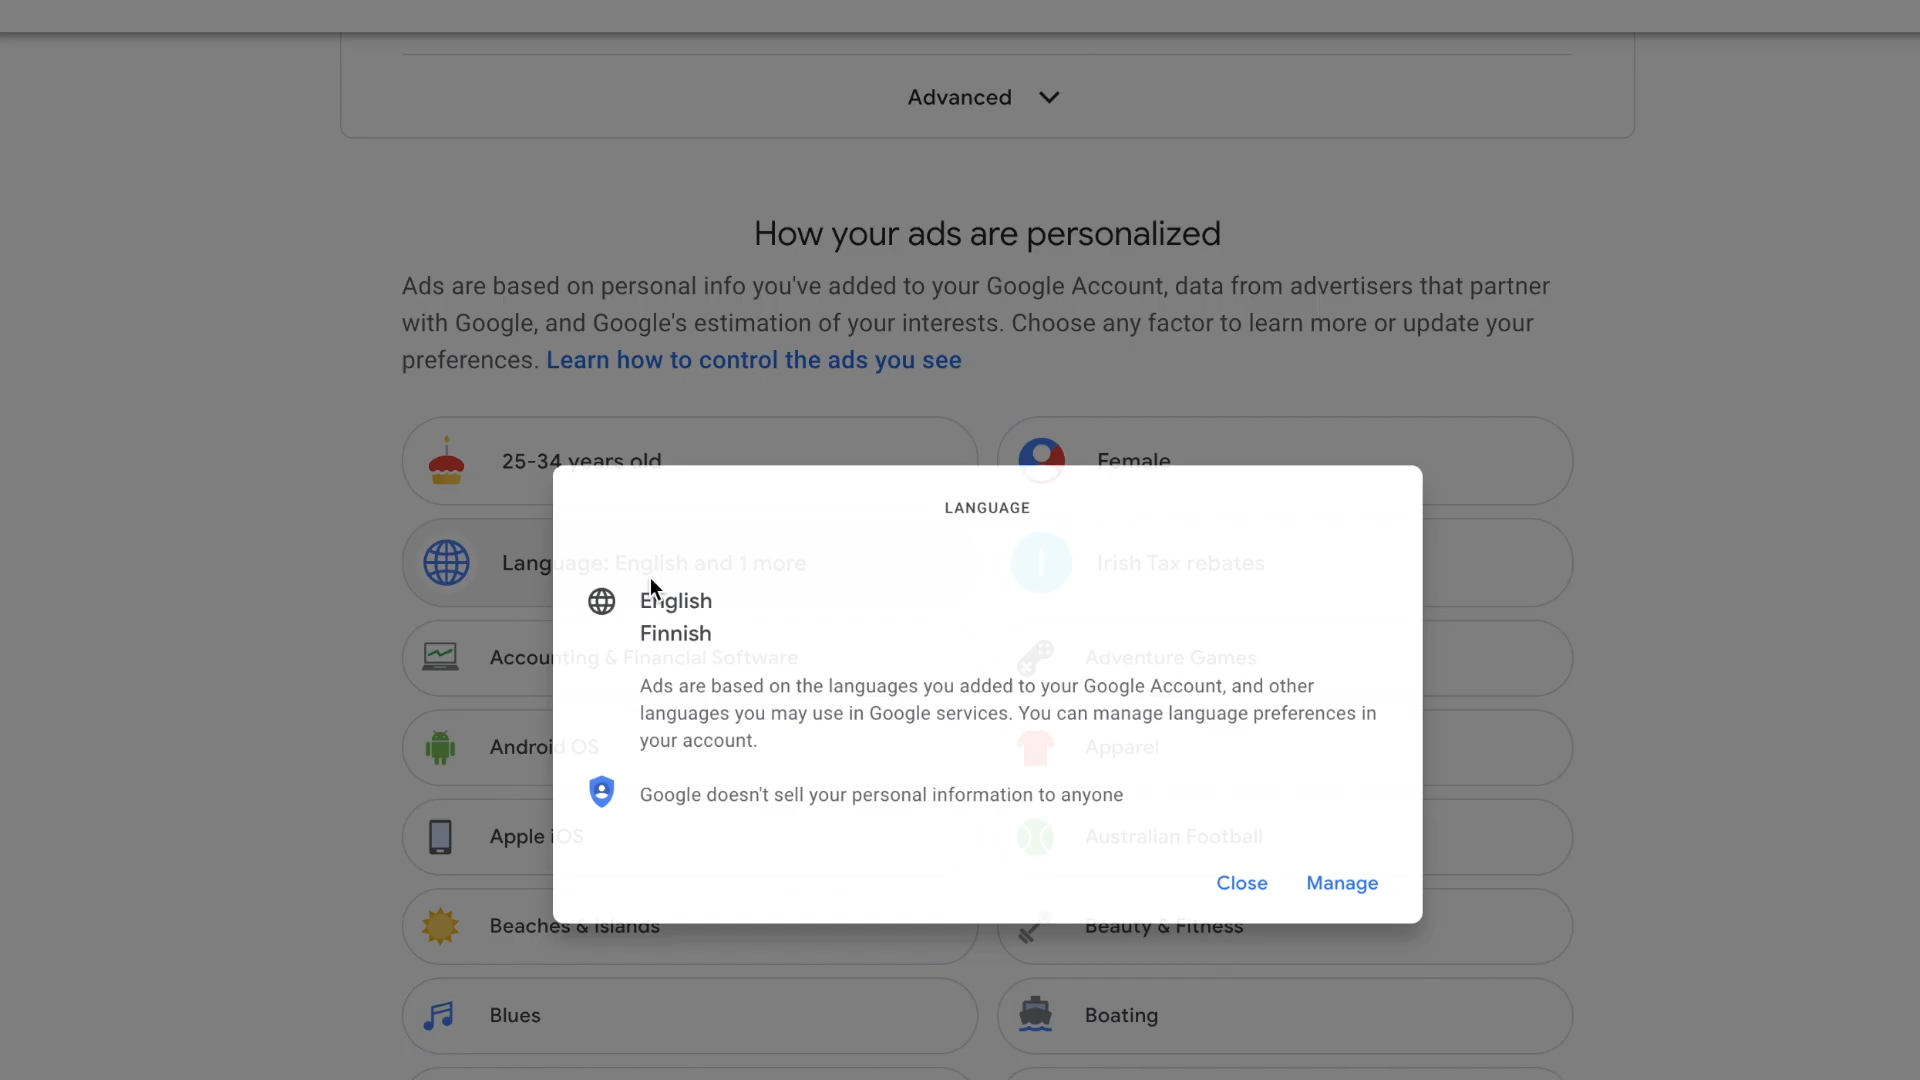 Advanced
How your ads are personalized
Ads are based on personal info you've added to your Google Account, data from advertisers that partner
with Google, and Google's estimation of your interests. Choose any factor to learn more or update your
preferences. Learn how to control the ads you see
25-34 years old
Female
LANGUAGE
Language: English and 1 more
Irish Tax rebates
English
Finnish
Accounting & Financial Software
Adventure Games
Ads are based on the languages you added to your Google Account, and other
languages you may use in Google services. You can manage language preferences in
your account.
Android OS
Apparel
Google doesn't sell your personal information to anyone
Apple iOS
Australian Football
Close
Manage
Beaches & Islands
Beauty & Fitness
Blues
Boating